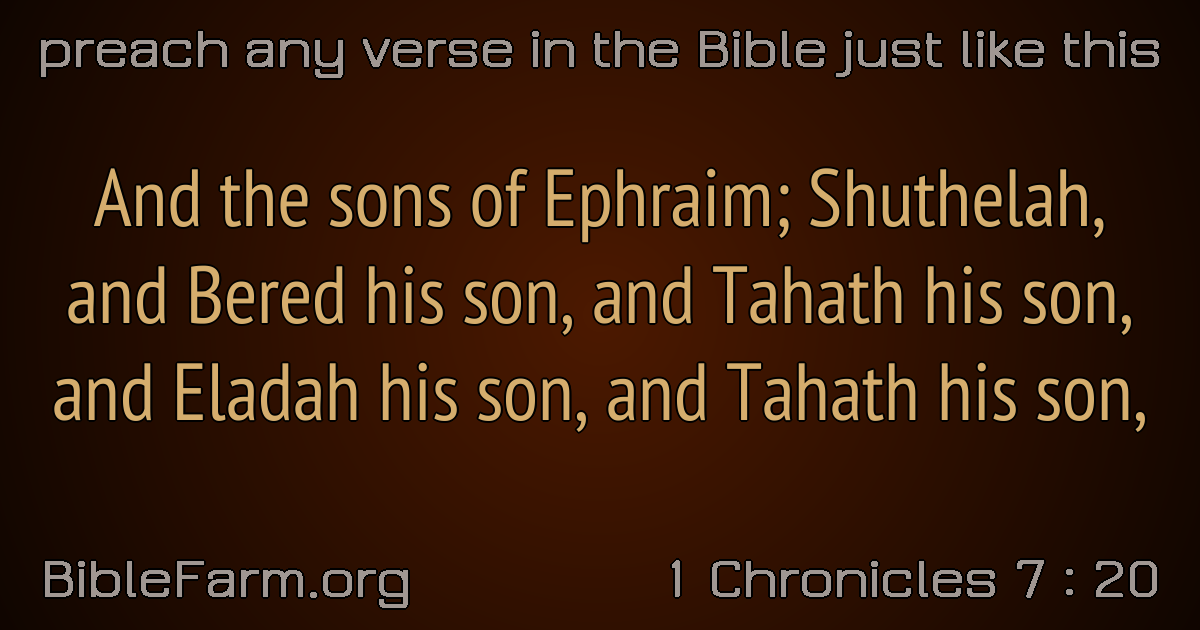 preach any verse in the Bible just like this
And the sons of Ephraim; Shuthelah,
and Bered his son, and Tahath his son,
and Eladah his son, and Tahath his son,
BibleFarm.org
1 Chronicles 7 : 20